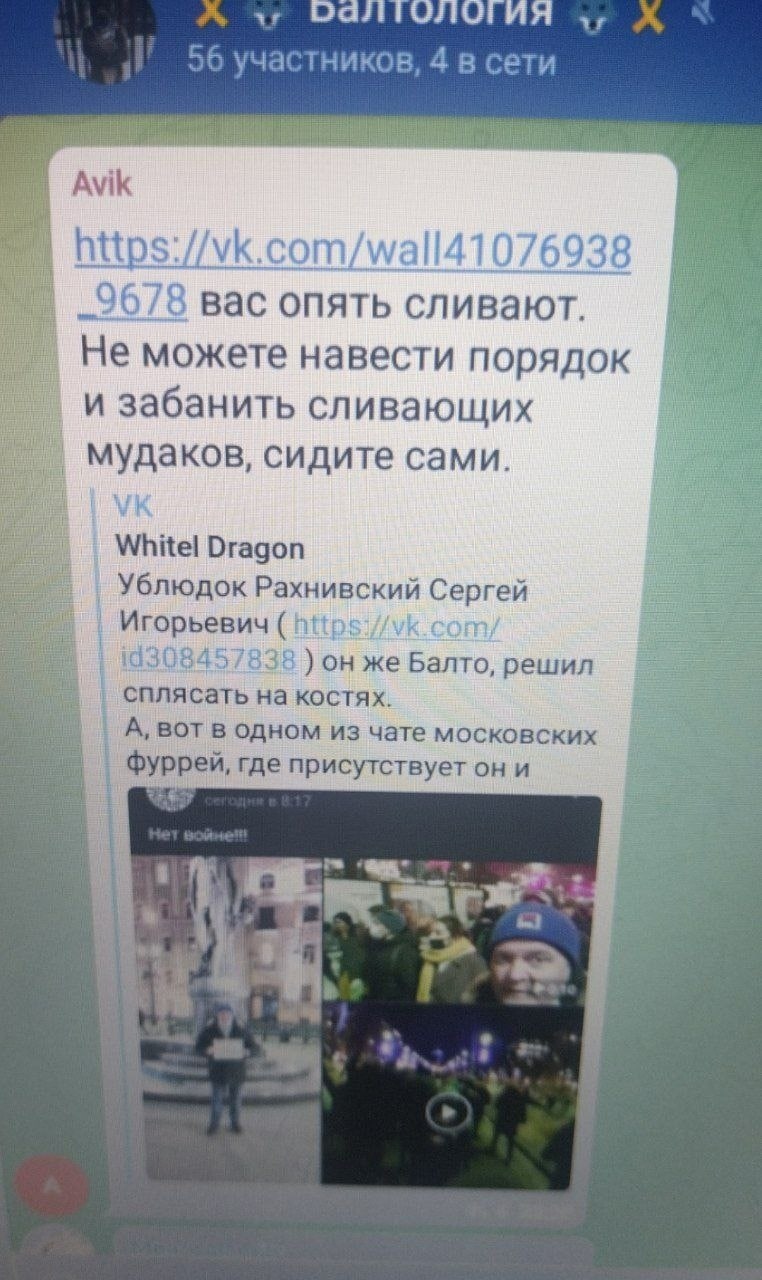 Балтология
56 участников, 4 в сети
Avik
https://vk.com/wall41076938
_9678 вас опять сливают.
Не можете навести порядок
и забанить сливающих
мудаков, сидите сами.
VK
Whitel Dragon
Ублюдок Рахнивский Сергей
Игорьевич ( https://vk.com/
id308457838 ) он же Балто, решил
сплясать на костях.
А, вот в одном из чате московских
фуррей, где присутствует он и
сегодня в 8:17
Нет войне!!!
A